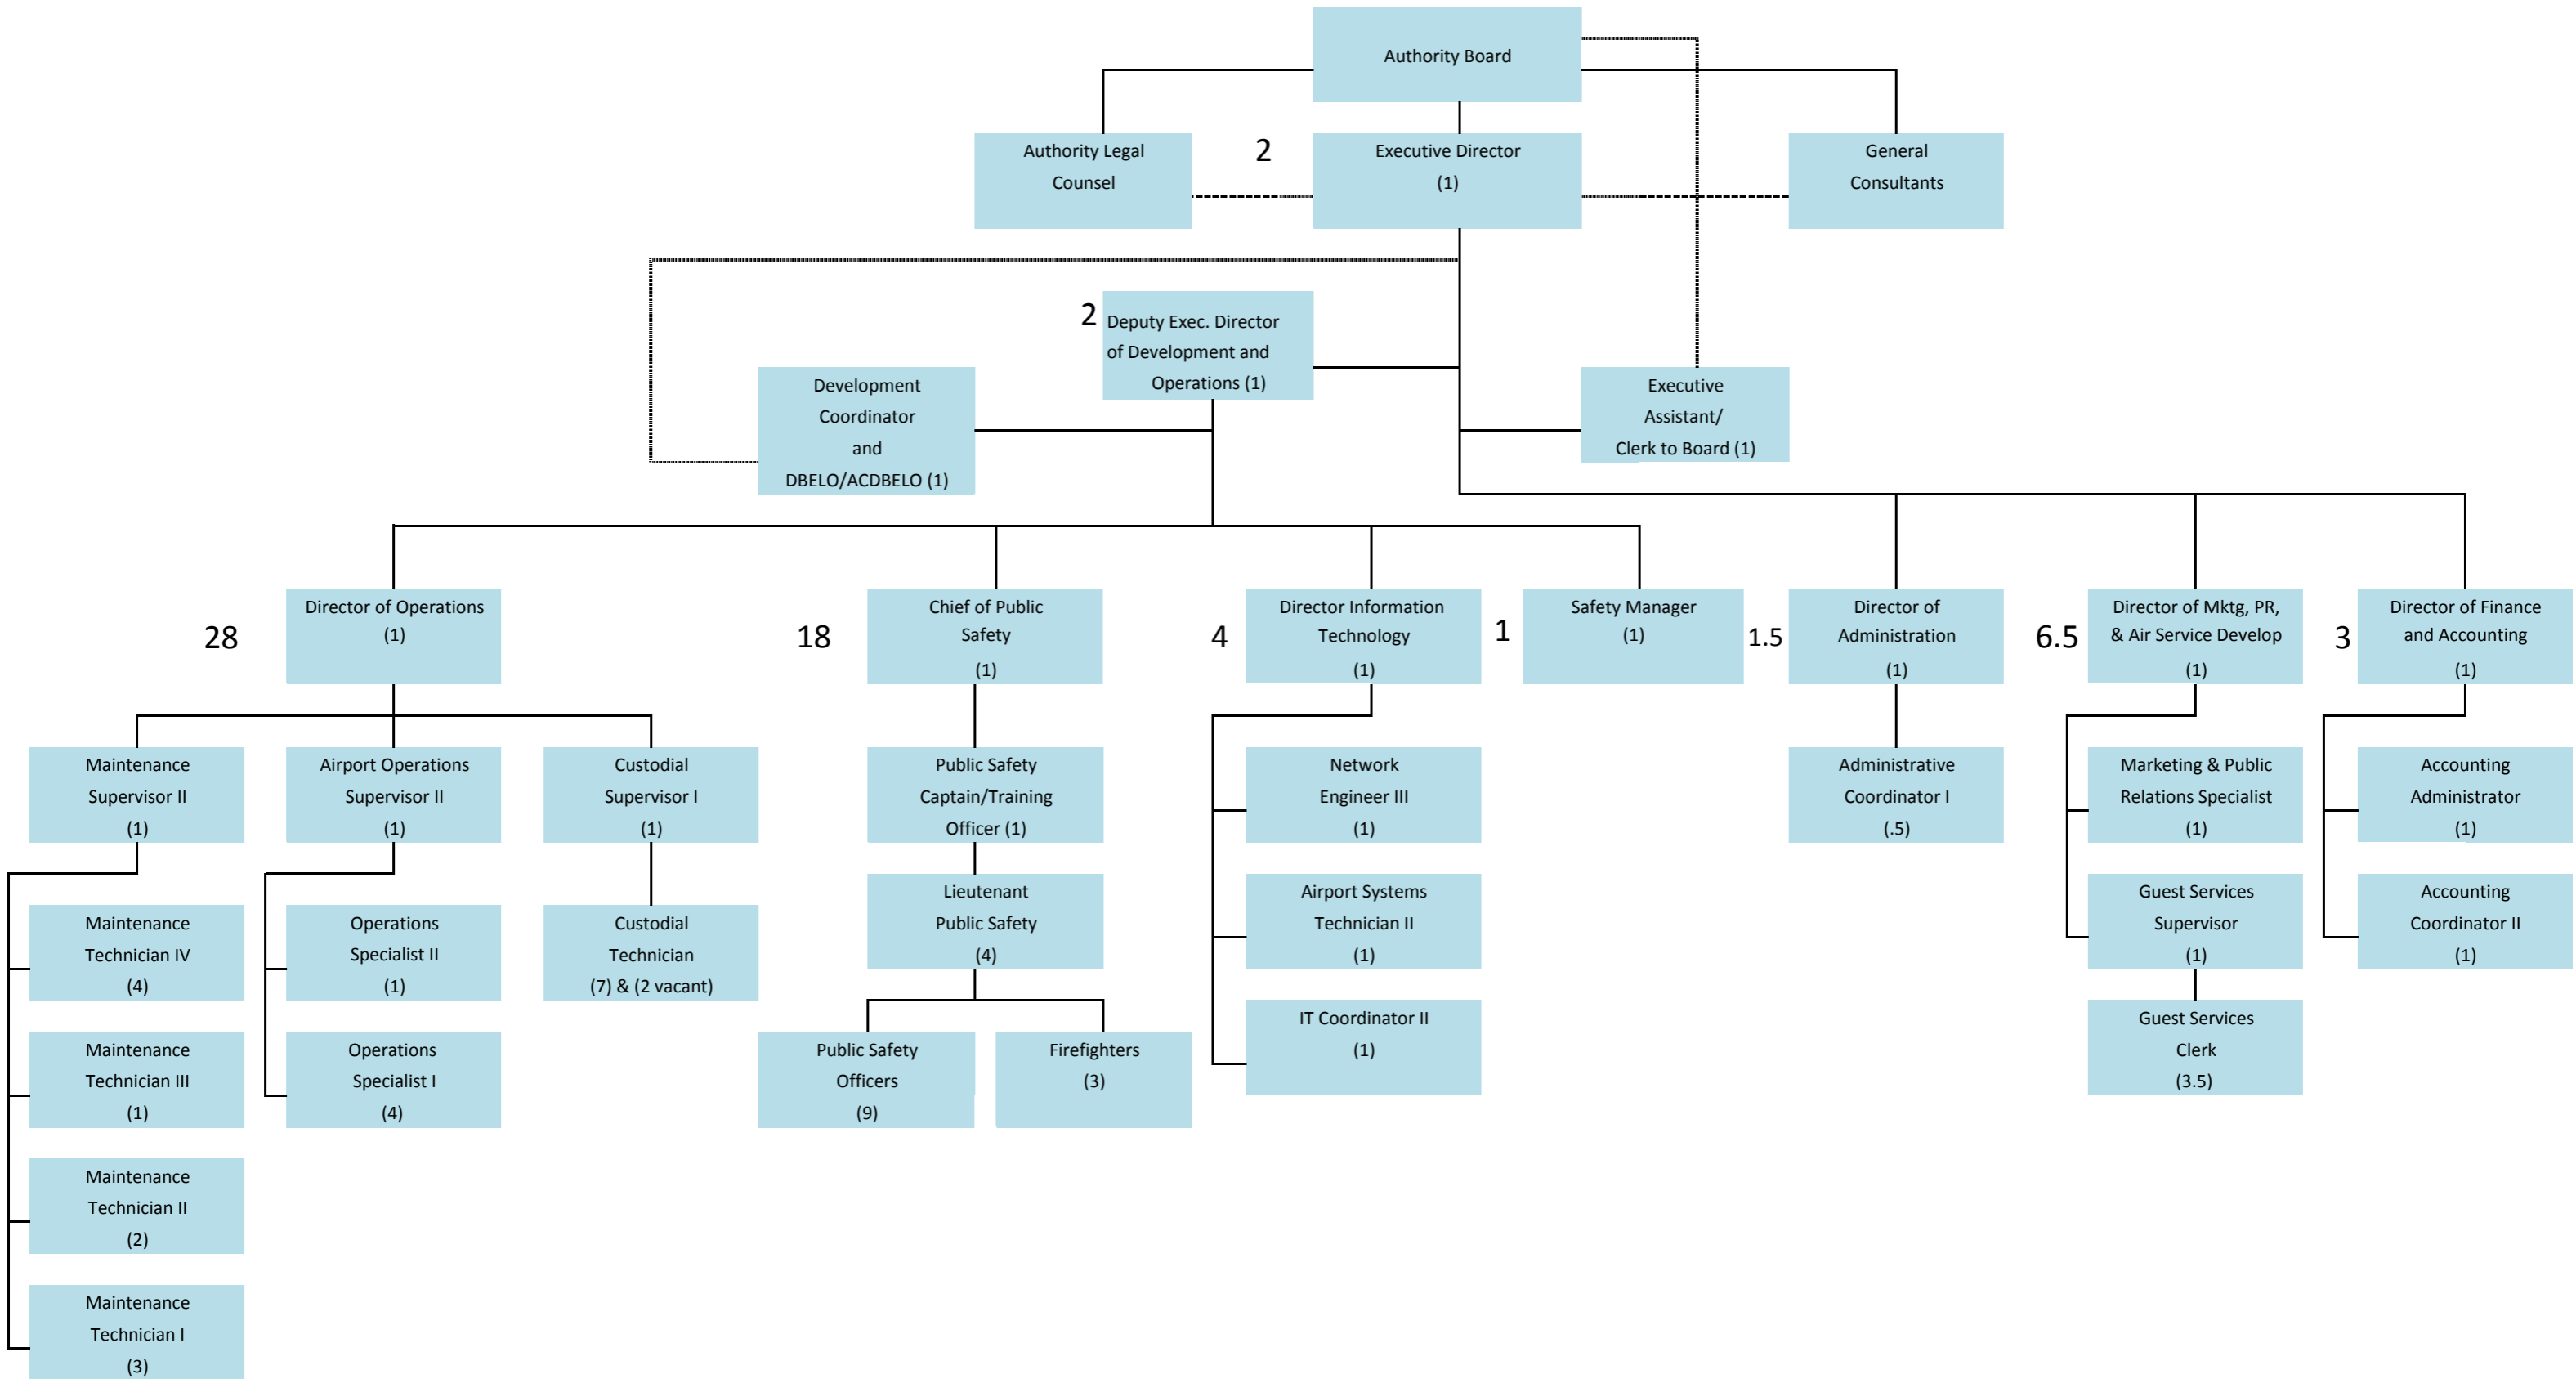 Authority Board
Authority Legal
Counsel
2
Executive Director
(1)
General
Consultants
2
Deputy Exec. Director
of Development and
Operations (1)
Development
Coordinator
and
DBELO/ACDBELO (1)
Executive
Assistant/
Clerk to Board (1)
28
Director of Operations
(1)
18
Chief of Public
Safety
(1)
4
Director Information
Technology
(1)
1
Safety Manager
(1)
1.5
Director of
Administration
(1)
6.5
Director of Mktg, PR,
& Air Service Develop
(1)
3
Director of Finance
and Accounting
(1)
Maintenance
Supervisor II
(1)
Airport Operations
Supervisor II
(1)
Custodial
Supervisor I
(1)
Public Safety
Captain/Training
Officer (1)
Network
Engineer III
(1)
Administrative
Coordinator I
(.5)
Marketing & Public
Relations Specialist
(1)
Accounting
Administrator
(1)
Maintenance
Technician IV
(4)
Operations
Specialist II
(1)
Custodial
Technician
(7) & (2 vacant)
Lieutenant
Public Safety
(4)
Airport Systems
Technician II
(1)
Guest Services
Supervisor
(1)
Accounting
Coordinator II
(1)
Maintenance
Technician III
(1)
Operations
Specialist I
(4)
Public Safety
Officers
(9)
Firefighters
(3)
IT Coordinator II
(1)
Guest Services
Clerk
(3.5)
Maintenance
Technician II
(2)
Maintenance
Technician I
(3)